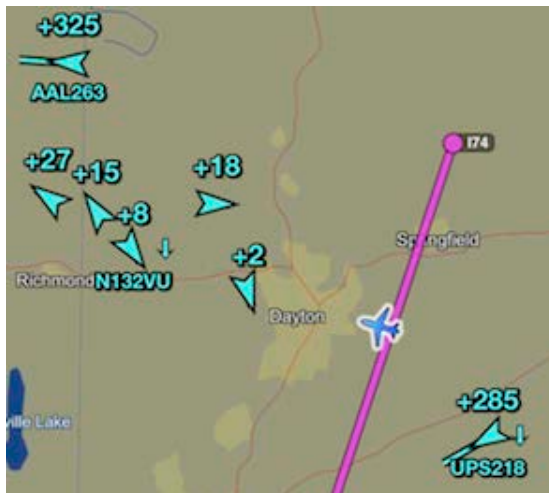 +325
AAL263
I74
+27
+15
+18
+8
Springfield
+2
Richmond
N132VU
Dayton
+285
ville Lake
UPS218